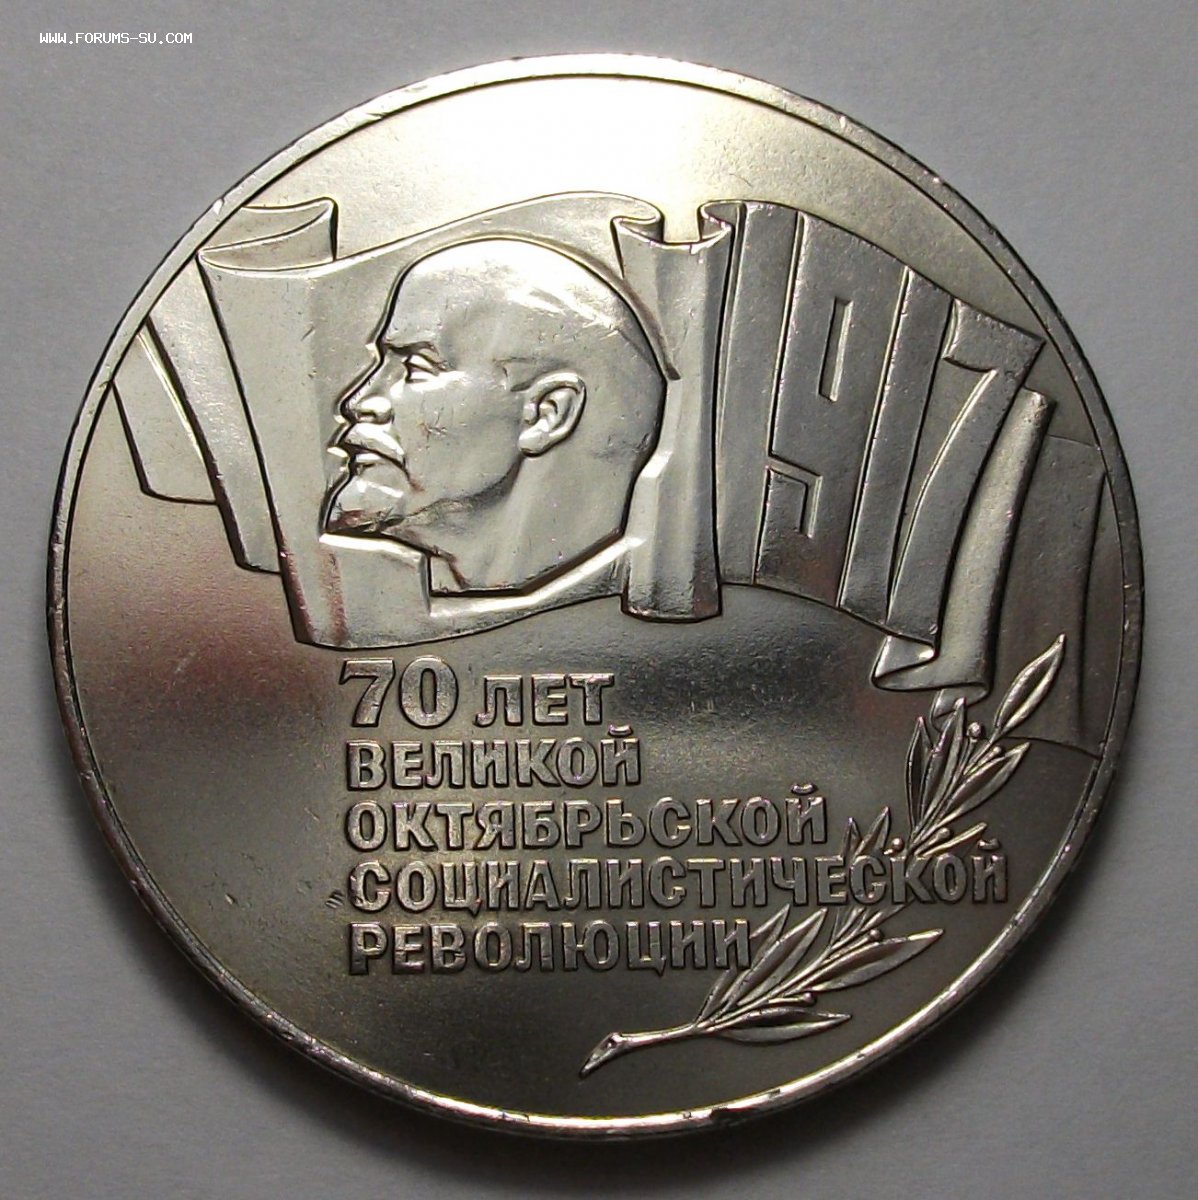 WWW.FORUMS-SU.COM
1917
70 ЛЕТ
ВЕЛИКОЙ
ОКТЯБРЬСКОЙ
СОЦИАЛИСТИЧЕСКОЙ
РЕВОЛЮЦИИ